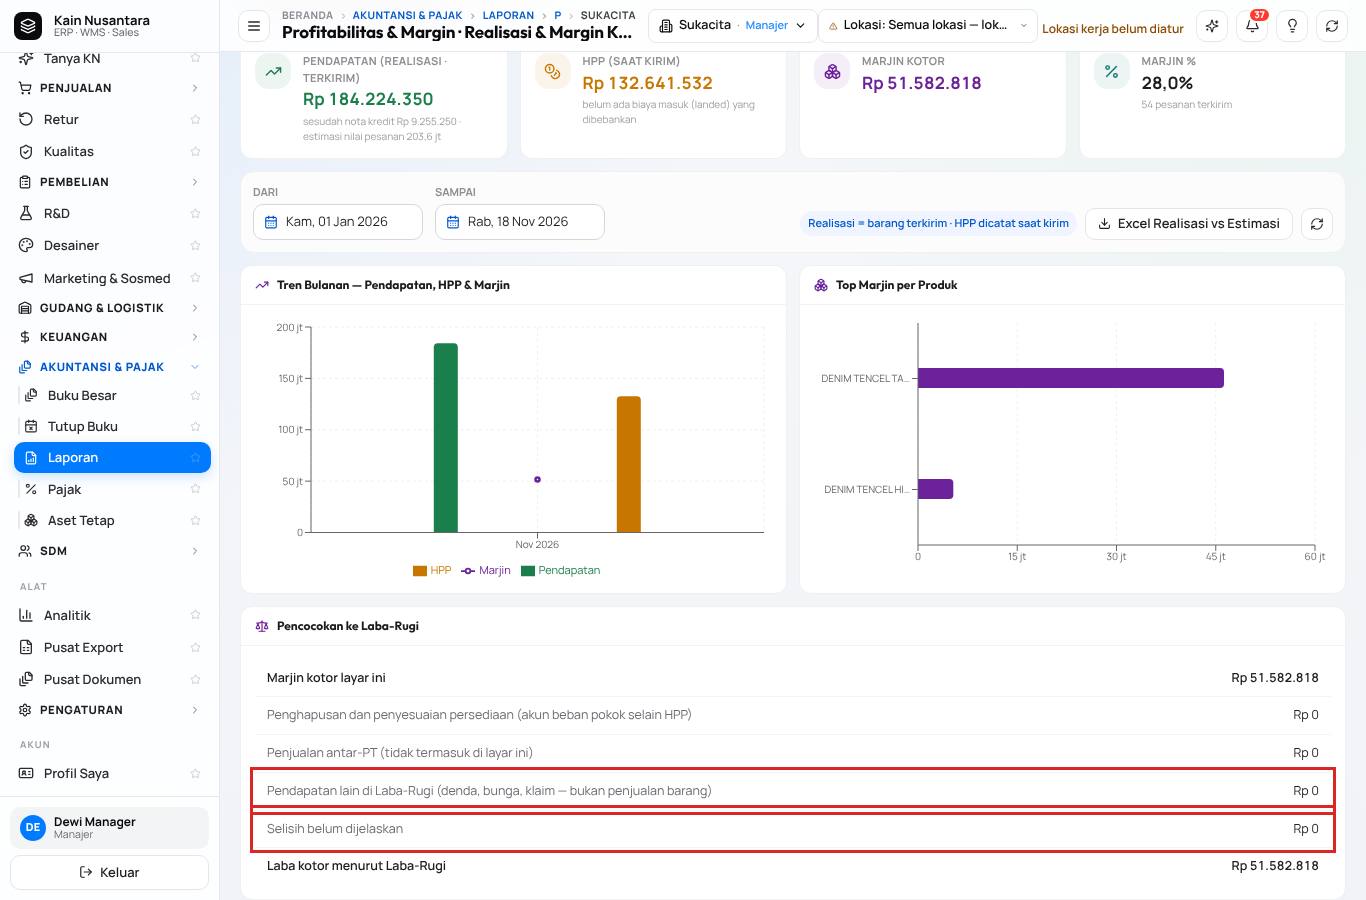 Kain Nusantara
ERP · WMS · Sales
Tanya KN
PENJUALAN
Retur
Kualitas
PEMBELIAN
R&D
Desainer
Marketing & Sosmed
GUDANG & LOGISTIK
KEUANGAN
AKUNTANSI & PAJAK
Buku Besar
Tutup Buku
Laporan
Pajak
Aset Tetap
SDM
ALAT
Analitik
Pusat Export
Pusat Dokumen
PENGATURAN
AKUN
Profil Saya
DE
Dewi Manager
Manajer
Keluar
BERANDA › AKUNTANSI & PAJAK › LAPORAN › P › SUKACITA
Profitabilitas & Margin · Realisasi & Margin K...
Sukacita · Manajer
Lokasi: Semua lokasi — lok...
Lokasi kerja belum diatur
37
PENDAPATAN (REALISASI ·
TERKIRIM)
Rp 184.224.350
sesudah nota kredit Rp 9.255.250 ·
estimasi nilai pesanan 203,6 jt
HPP (SAAT KIRIM)
Rp 132.641.532
belum ada biaya masuk (landed) yang
dibebankan
MARJIN KOTOR
Rp 51.582.818
MARJIN %
28,0%
54 pesanan terkirim
DARI
Kam, 01 Jan 2026
SAMPAI
Rab, 18 Nov 2026
Realisasi = barang terkirim · HPP dicatat saat kirim
Excel Realisasi vs Estimasi
Tren Bulanan — Pendapatan, HPP & Marjin
200 jt
150 jt
100 jt
50 jt
0
Nov 2026
HPP Marjin Pendapatan
Top Marjin per Produk
DENIM TENCEL TA...
DENIM TENCEL HI...
0 15 jt 30 jt 45 jt 60 jt
Pencocokan ke Laba-Rugi
Marjin kotor layar ini Rp 51.582.818
Penghapusan dan penyesuaian persediaan (akun beban pokok selain HPP) Rp 0
Penjualan antar-PT (tidak termasuk di layar ini) Rp 0
Pendapatan lain di Laba-Rugi (denda, bunga, klaim — bukan penjualan barang) Rp 0
Selisih belum dijelaskan Rp 0
Laba kotor menurut Laba-Rugi Rp 51.582.818